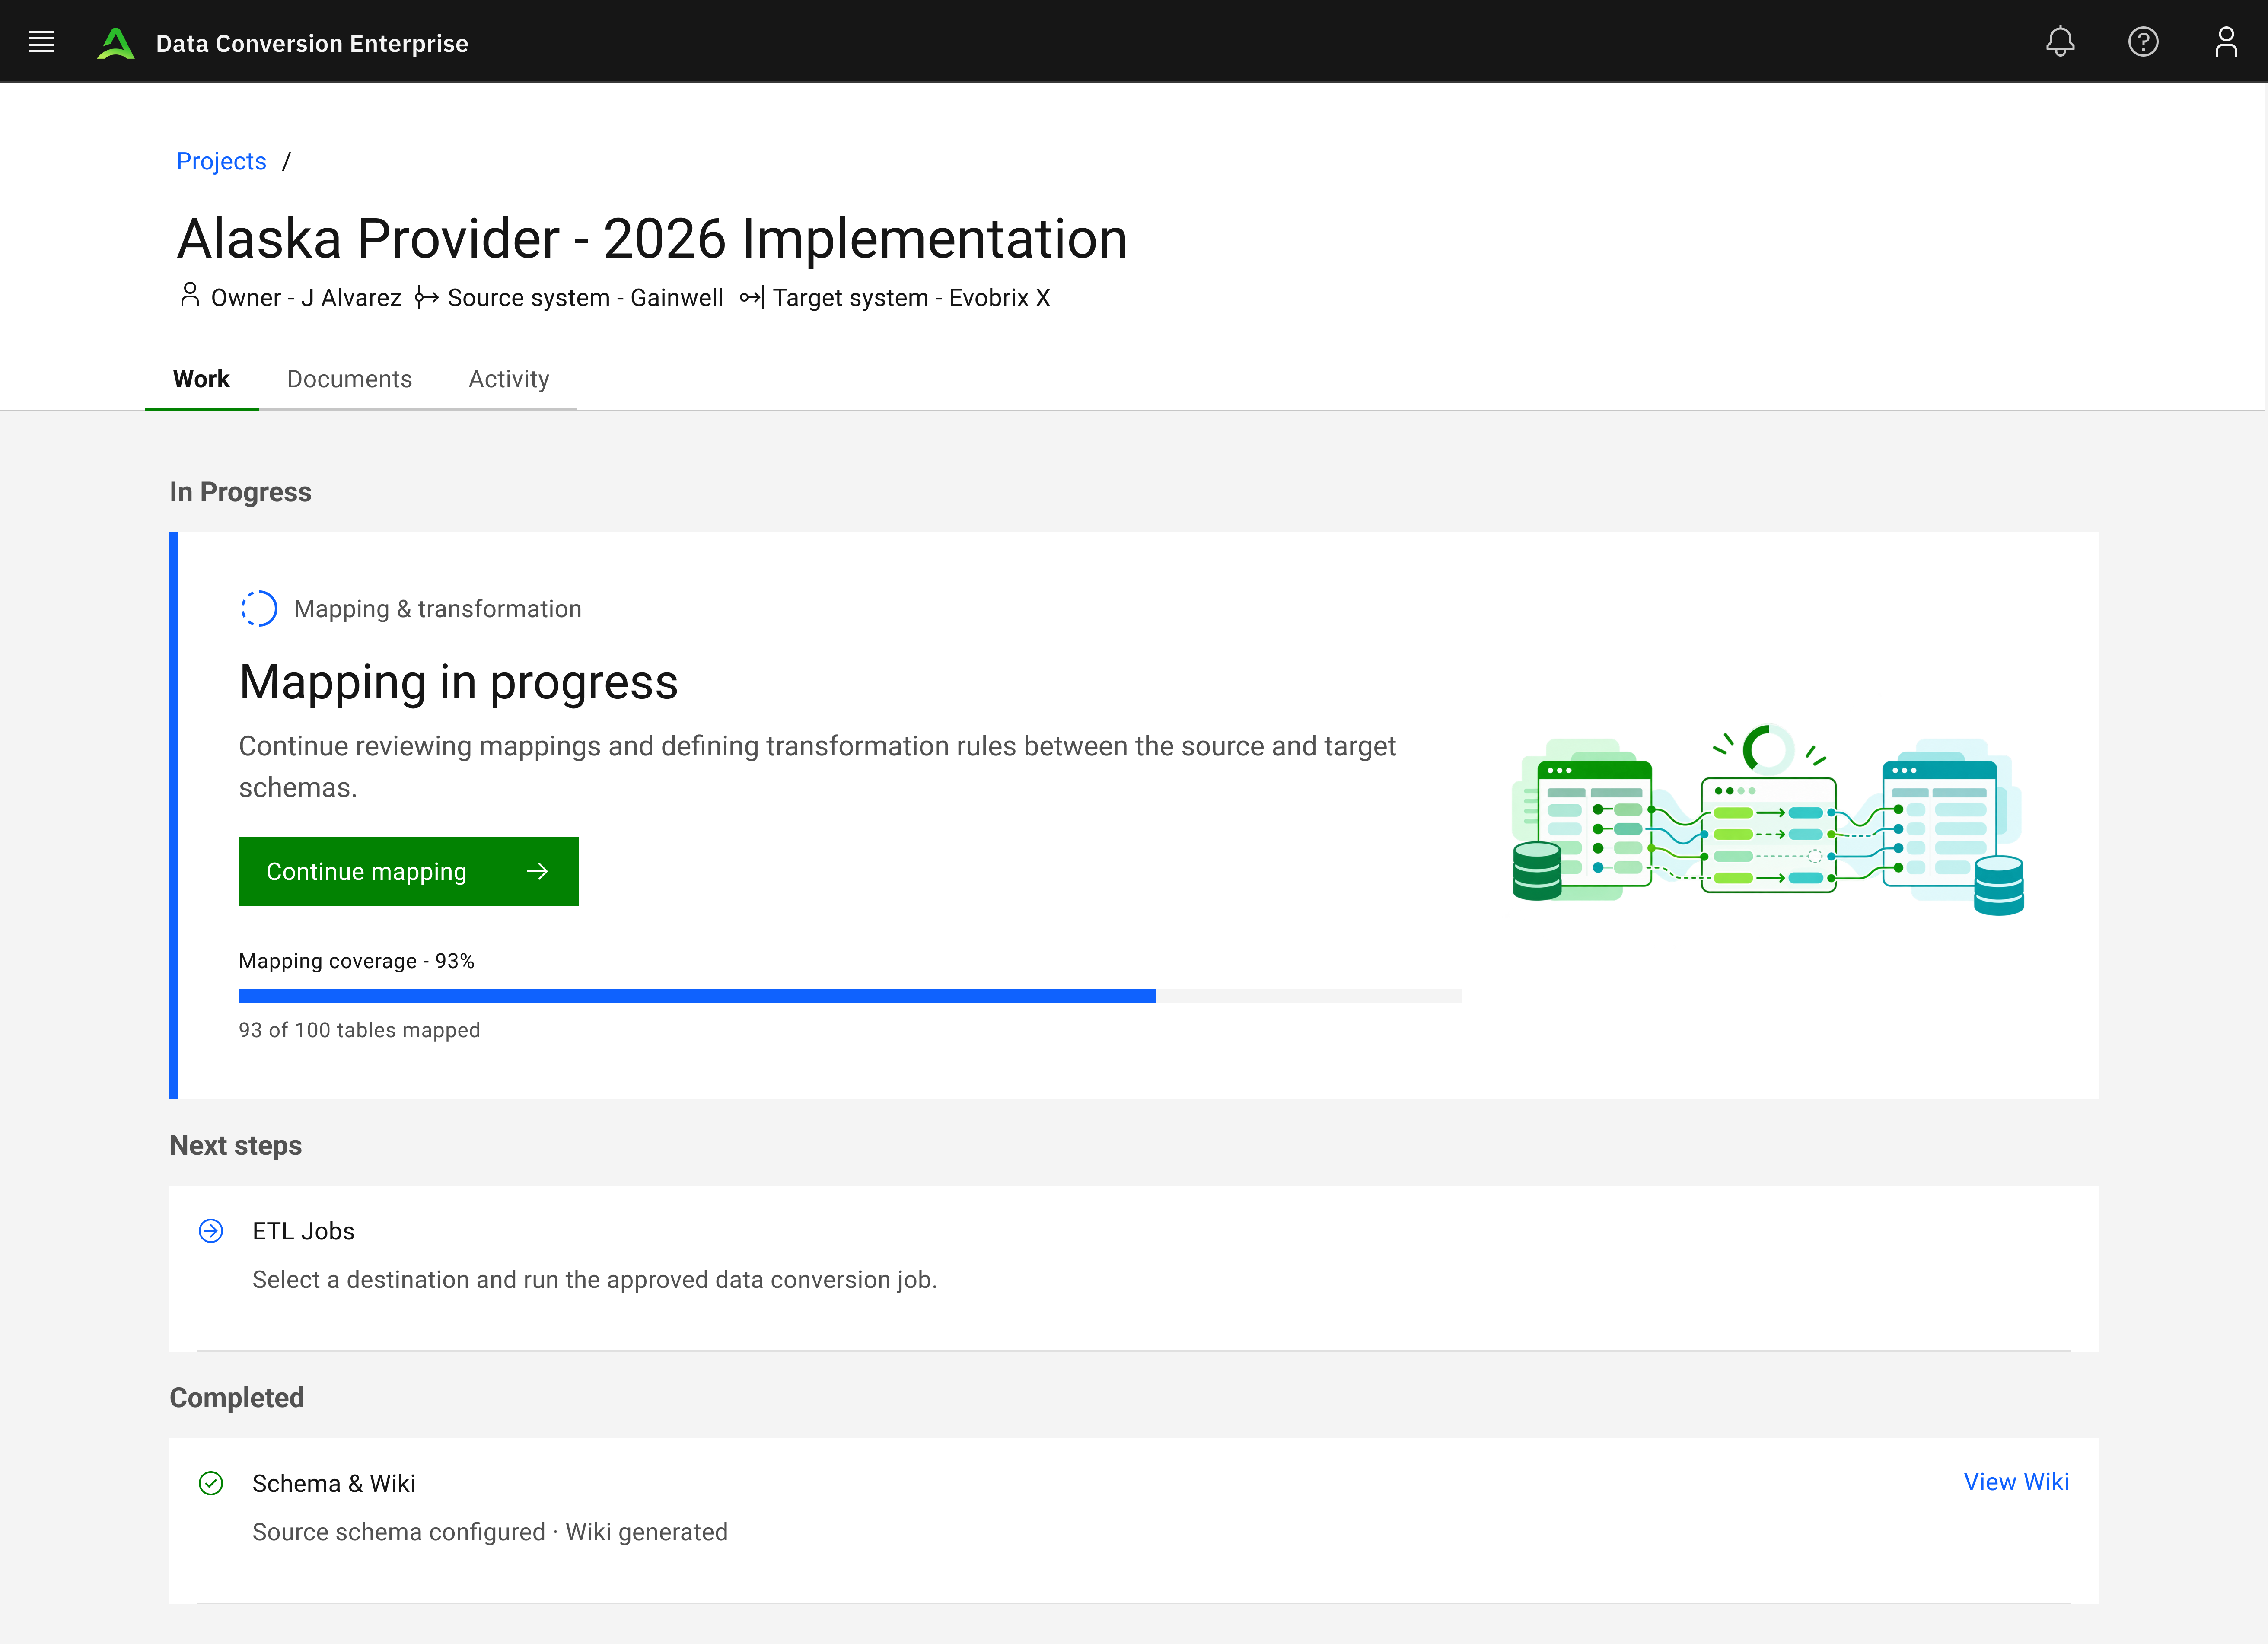 Data Conversion Enterprise
Projects /
Alaska Provider - 2026 Implementation
Owner - J Alvarez Source system - Gainwell Target system - Evobrix X
Work Documents Activity
In Progress
Mapping & transformation
Mapping in progress
Continue reviewing mappings and defining transformation rules between the source and target
schemas.
Continue mapping
Mapping coverage - 93%
93 of 100 tables mapped
Next steps
ETL Jobs
Select a destination and run the approved data conversion job.
Completed
Schema & Wiki
View Wiki
Source schema configured · Wiki generated